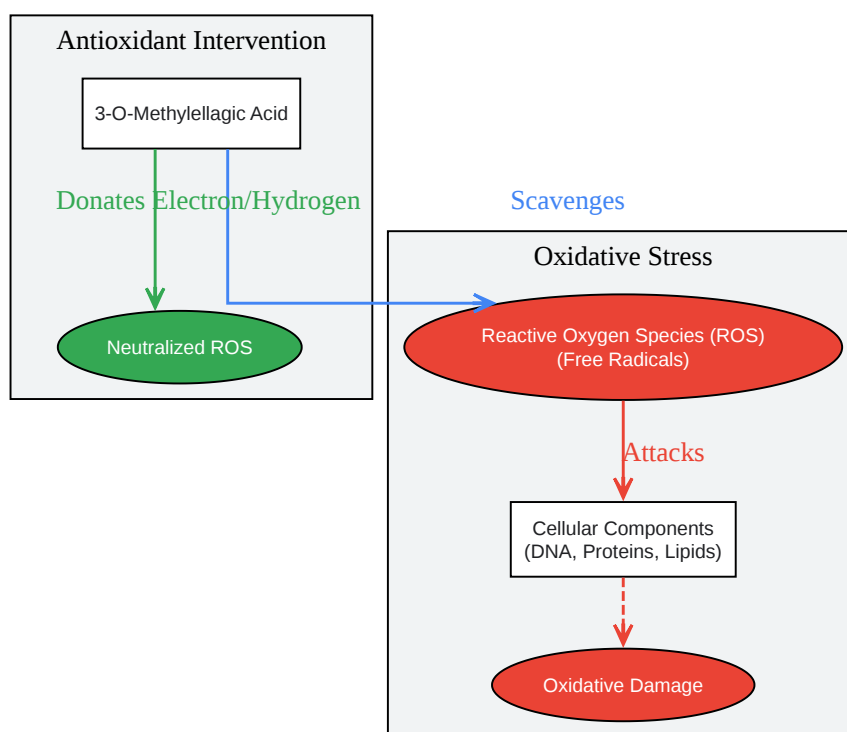 Antioxidant Intervention
3-O-Methylellagic Acid
Donates Electron/Hydrogen
Scavenges
Neutralized ROS
Oxidative Stress
Reactive Oxygen Species (ROS)
(Free Radicals)
Attacks
Cellular Components
(DNA, Proteins, Lipids)
Oxidative Damage